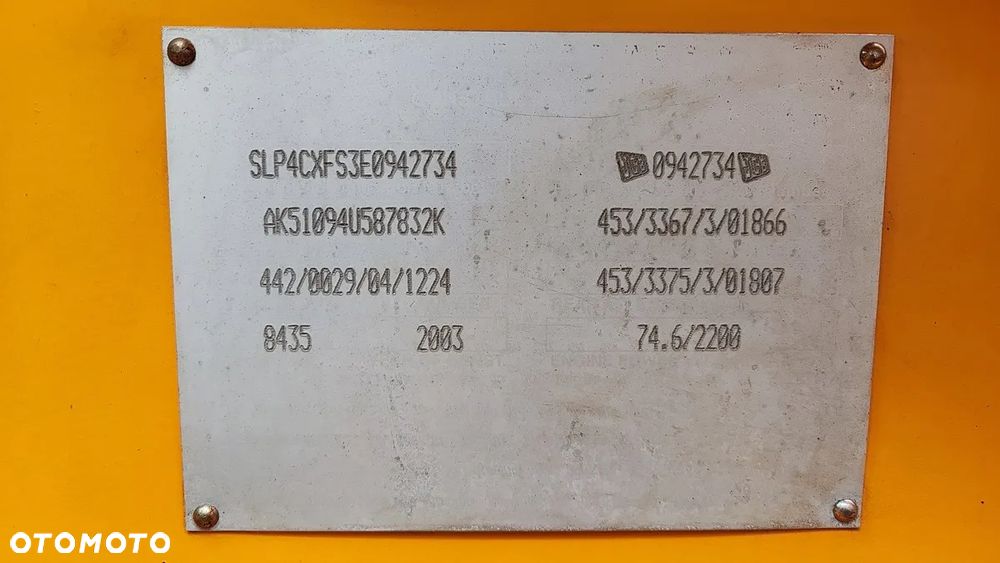 SLP4CXFS3E0942734 JCB 0942734 JCB
AK51094U587832K 453/3367/3/01866
442/0029/04/1224 453/3375/3/01807
8435 2003 74.6/2200
OTOMOTO